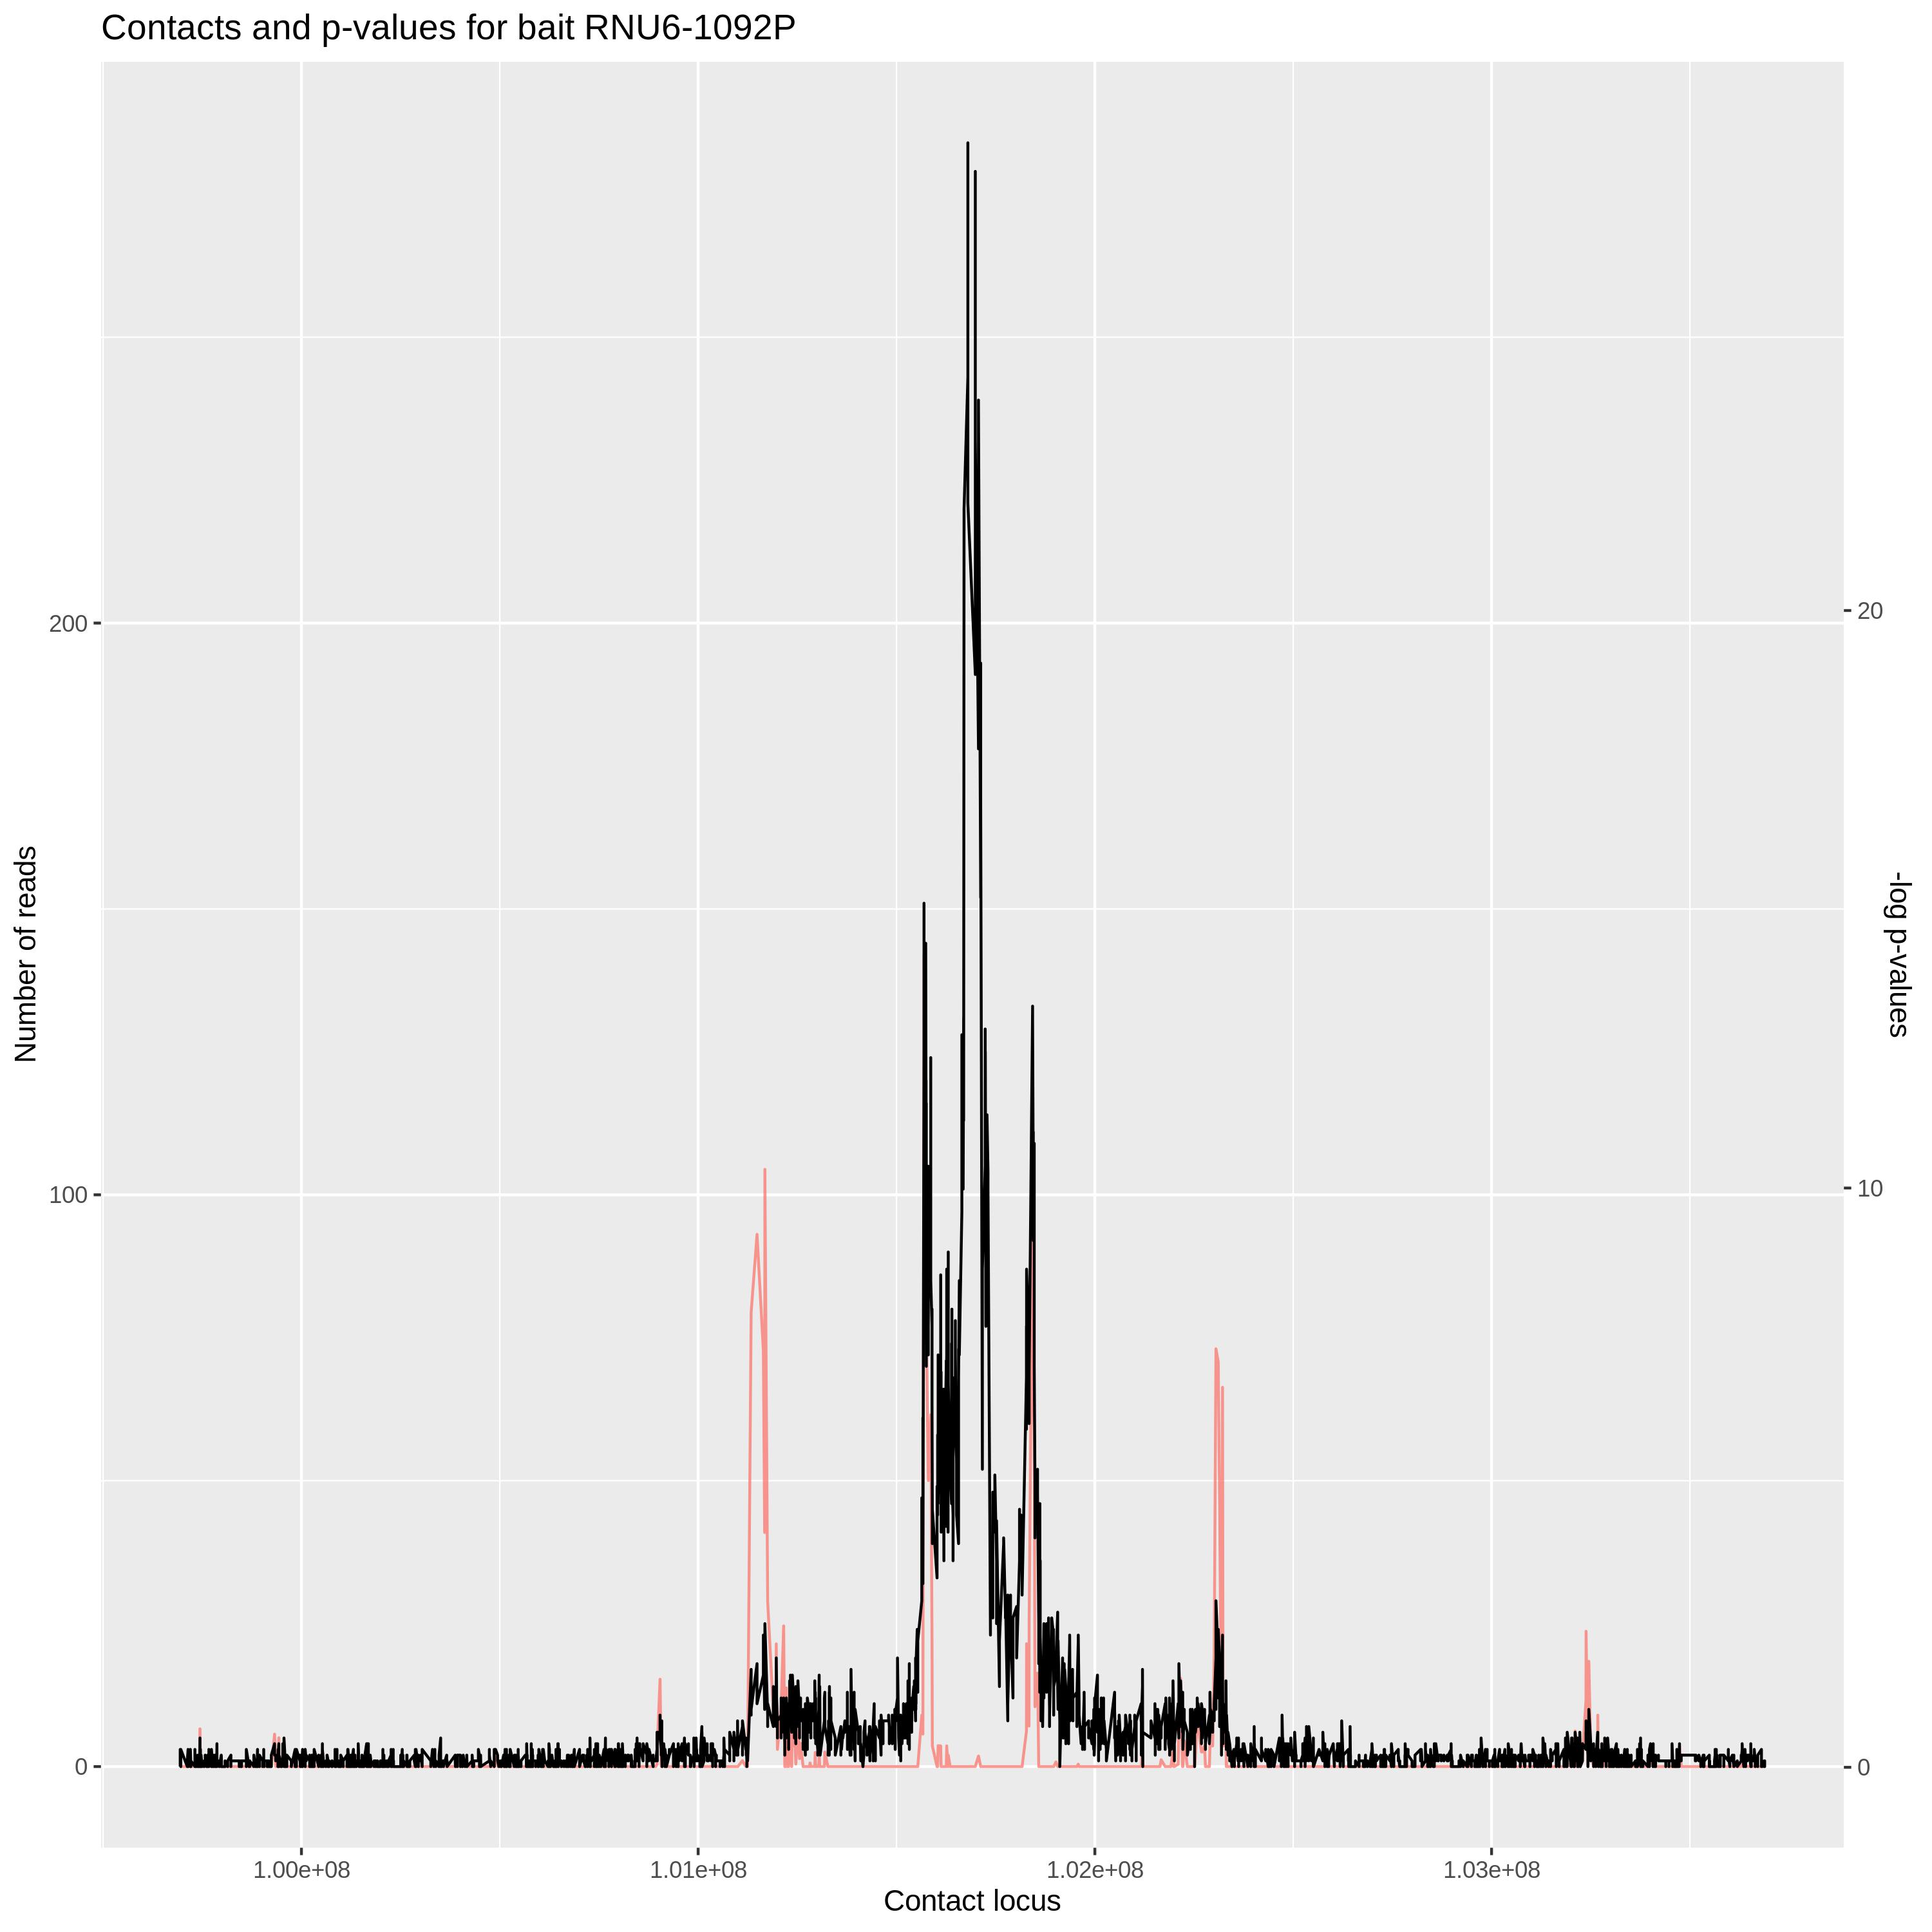 Contacts and p-values for bait RNU6-1092P
200
100
0
Number of reads
20
10
0
-log p-values
1.00e+08
1.01e+08
1.02e+08
1.03e+08
Contact locus